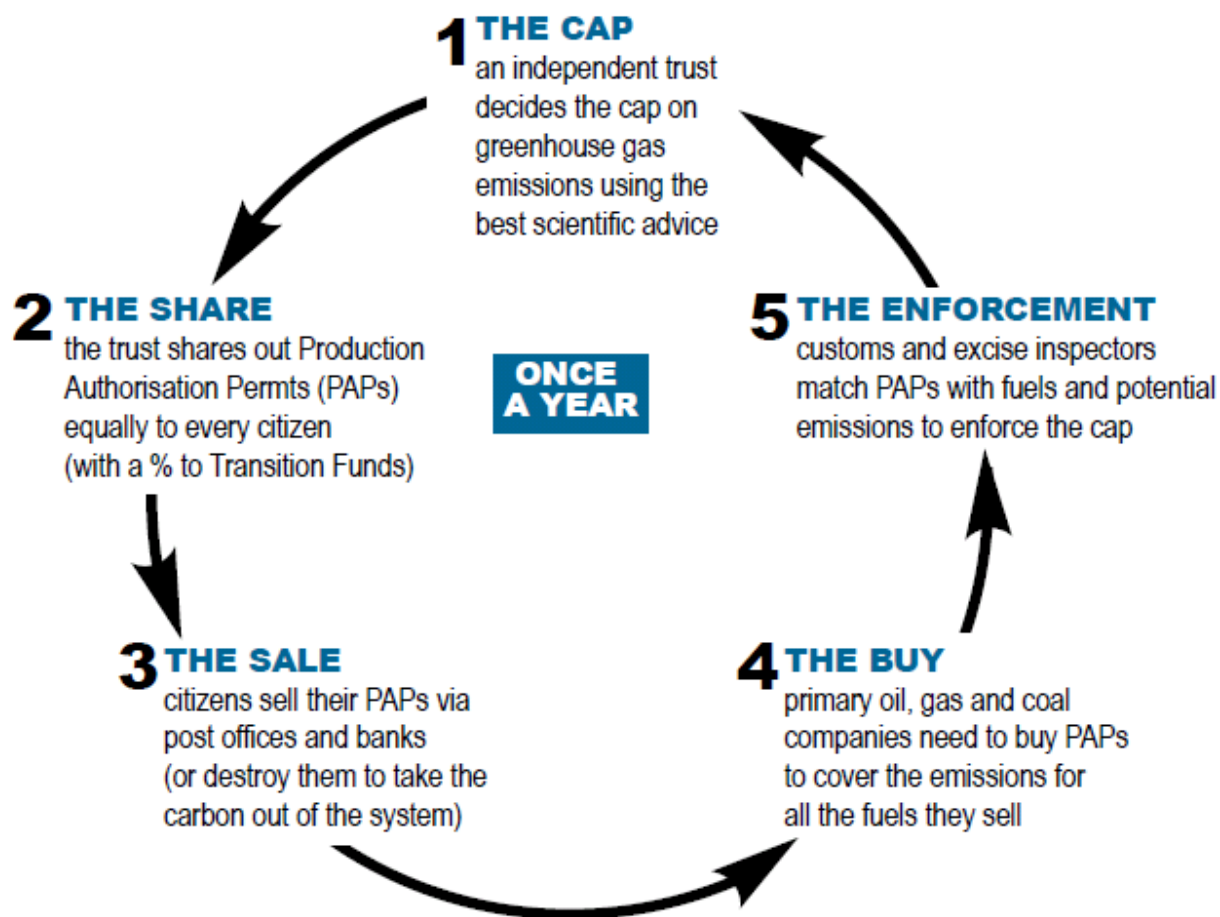 1 THE CAP
an independent trust
decides the cap on
greenhouse gas
emissions using the
best scientific advice
2 THE SHARE
the trust shares out Production
Authorisation Permts (PAPs)
equally to every citizen
(with a % to Transition Funds)
ONCE
A YEAR
3 THE SALE
citizens sell their PAPs via
post offices and banks
(or destroy them to take the
carbon out of the system)
4 THE BUY
primary oil, gas and coal
companies need to buy PAPs
to cover the emissions for
all the fuels they sell
5 THE ENFORCEMENT
customs and excise inspectors
match PAPs with fuels and potential
emissions to enforce the cap